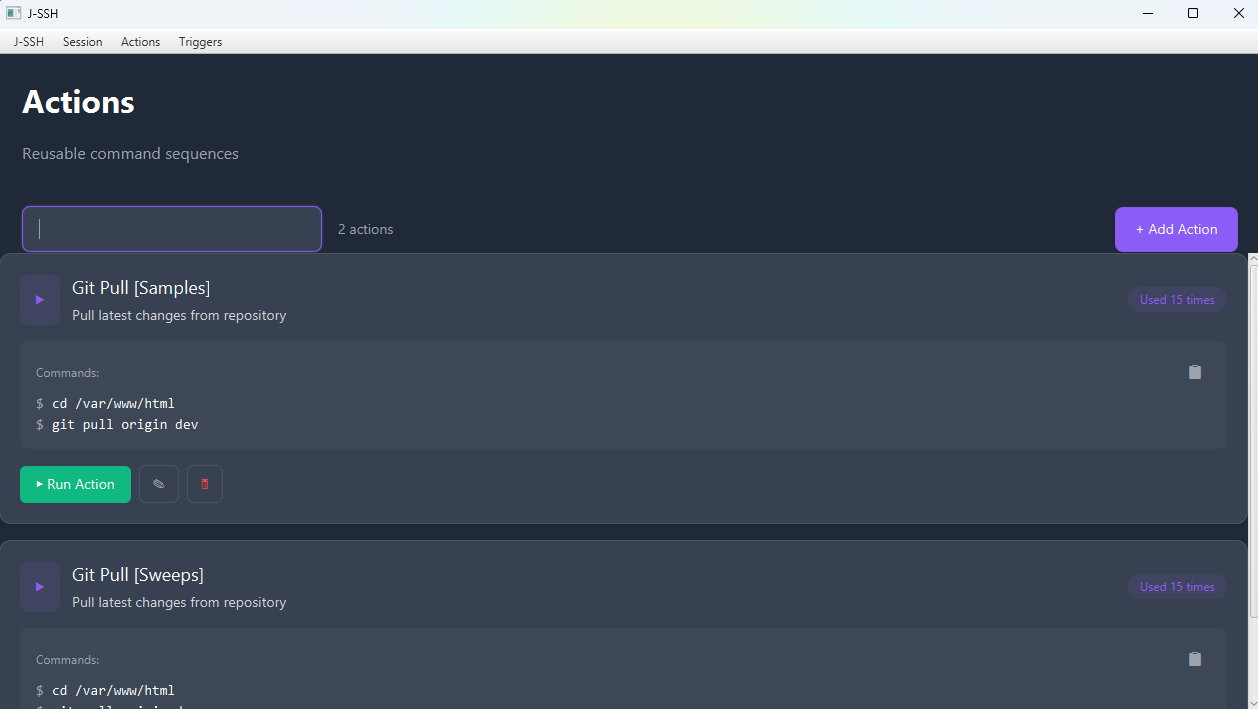 J-SSH
J-SSH Session Actions Triggers
Actions
Reusable command sequences
2 actions
+ Add Action
Git Pull [Samples]
Pull latest changes from repository
Used 15 times
Commands:
$ cd /var/www/html
$ git pull origin dev
Run Action
Git Pull [Sweeps]
Pull latest changes from repository
Used 15 times
Commands:
$ cd /var/www/html